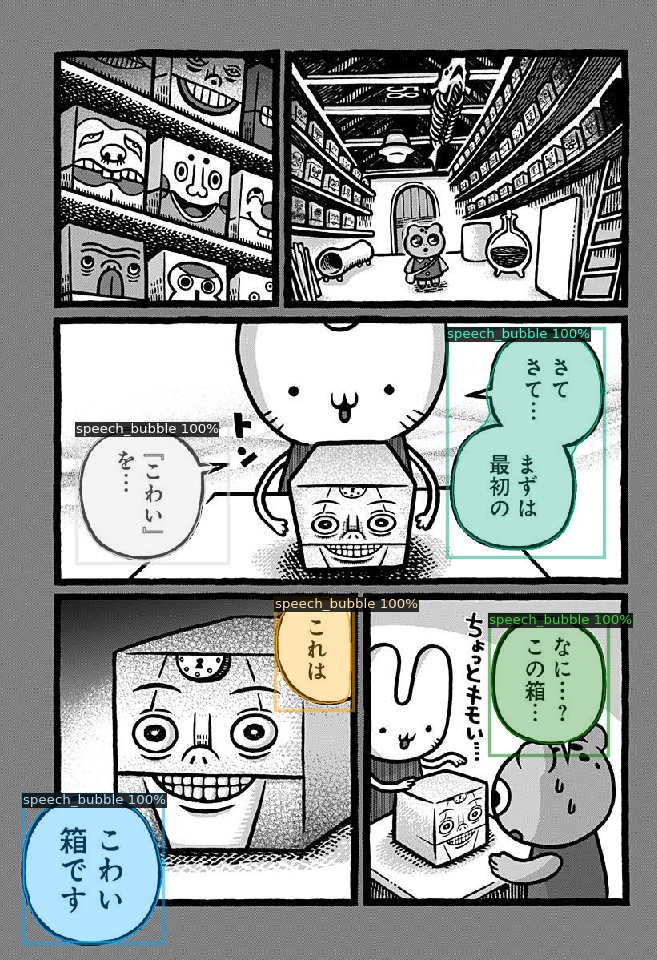 speech_bubble 100%
さて
さて…
まずは
最初の
トン
speech_bubble 100%
『こわい』
を…
speech_bubble 100%
なに…?
この箱…
ちょっとキモい…
speech_bubble 100%
これは
speech_bubble 100%
こわい
箱です